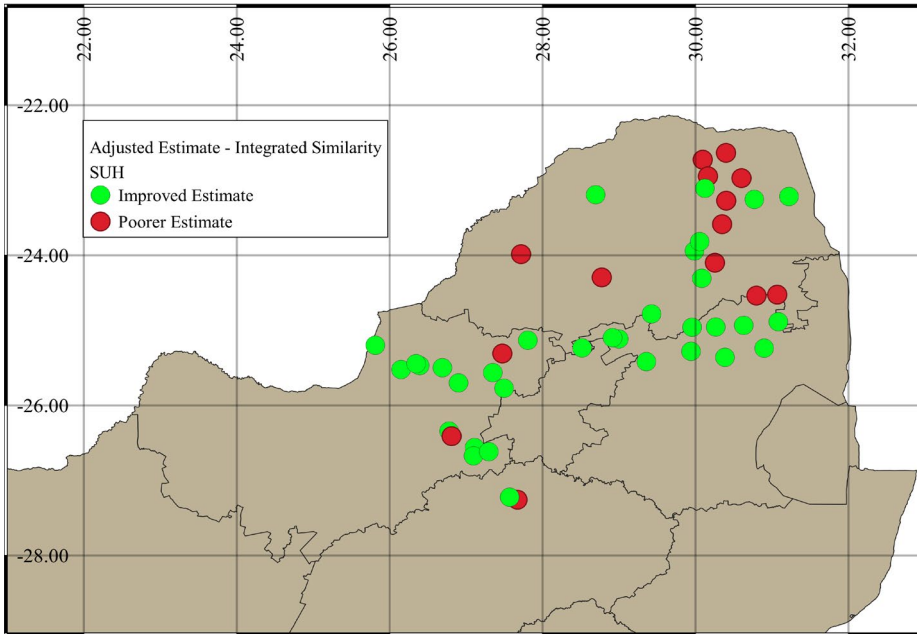 22.00 24.00 26.00 28.00 30.00 32.00
-22.00
Adjusted Estimate - Integrated Similarity
SUH
Improved Estimate
Poorer Estimate
-24.00
-26.00
-28.00